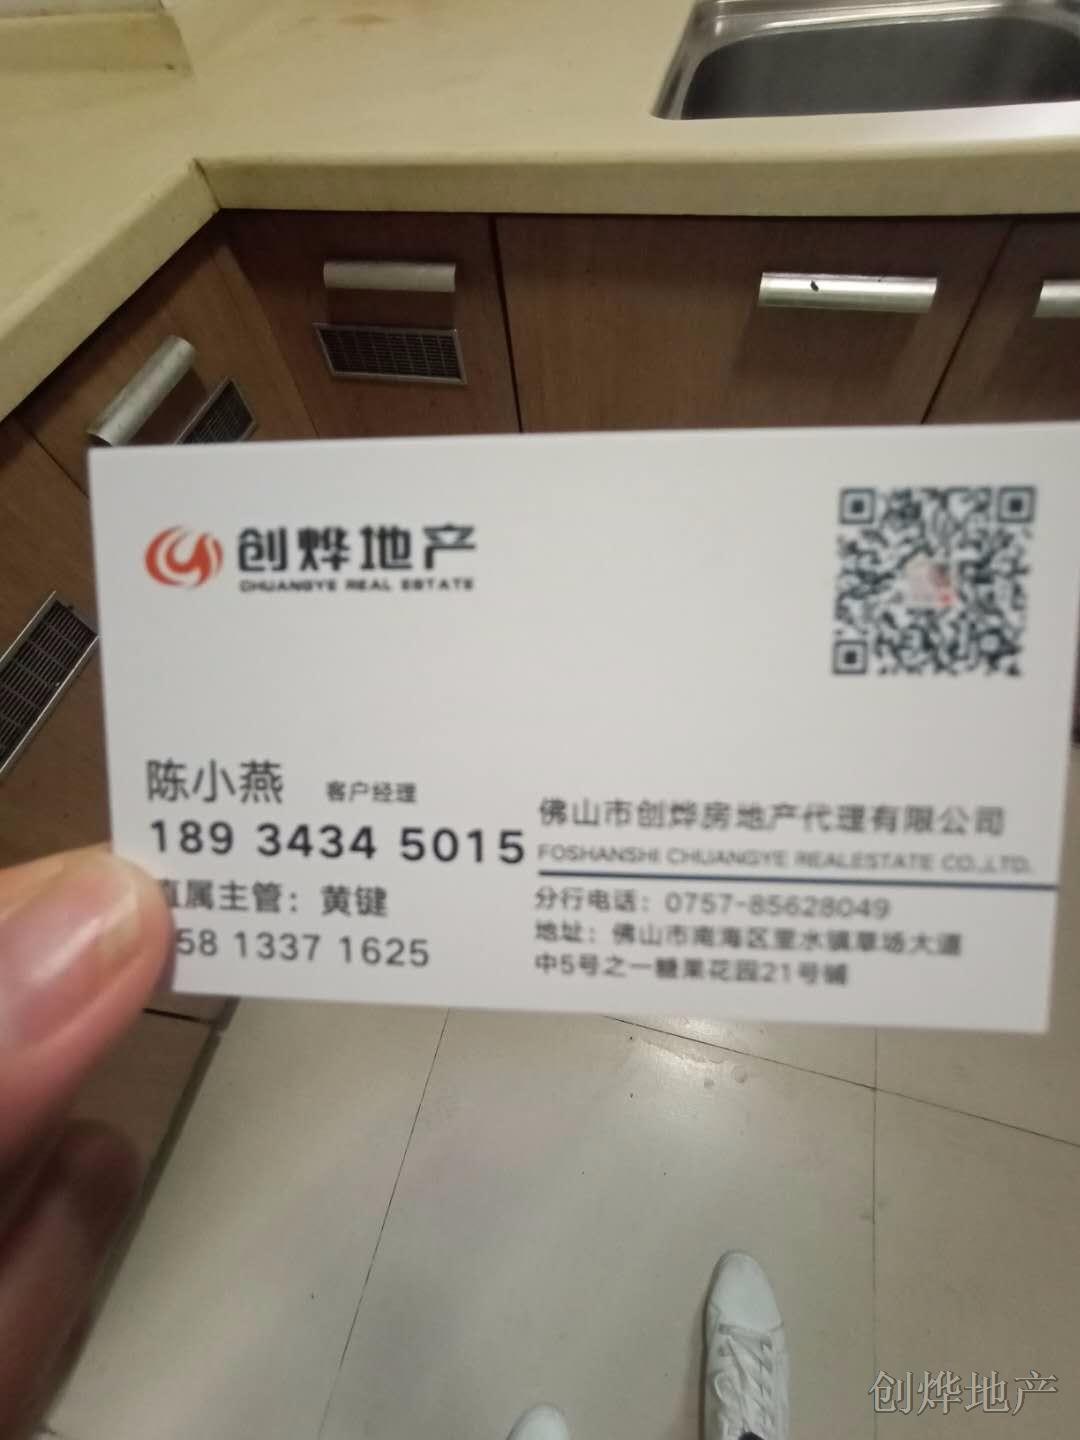 创烨地产
CHUANGYE REAL ESTATE
陈小燕 客户经理
189 3434 5015
直属主管：黄键
58 1337 1625
佛山市创烨房地产代理有限公司
FOSHANSHI CHUANGYE REALESTATE CO.,LTD.
分行电话：0757-85628049
地址：佛山市南海区里水镇草场大道
中5号之一糖果花园21号铺
创烨地产